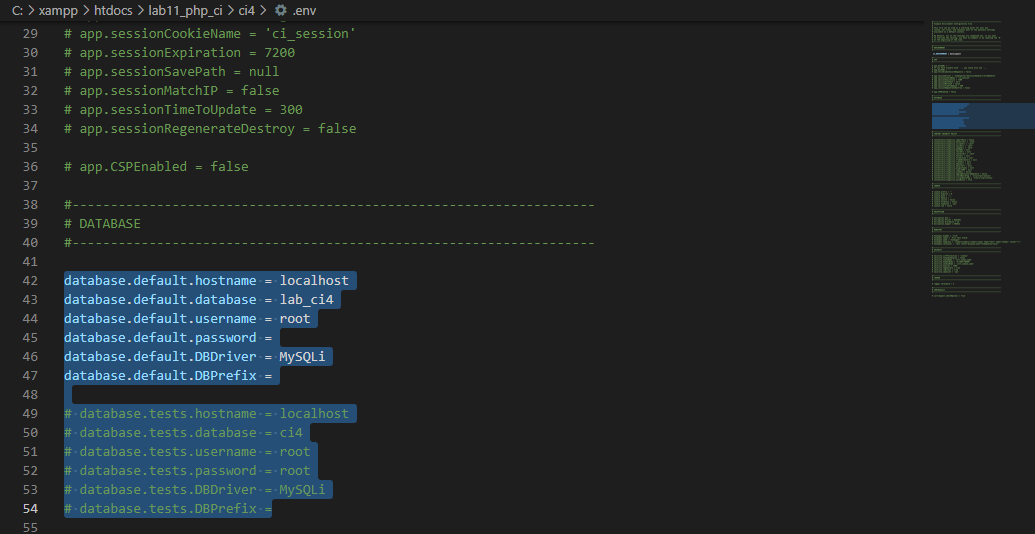 C: > xampp > htdocs > lab11_php_ci > ci4 > .env
29 # app.sessionCookieName = 'ci_session'
30 # app.sessionExpiration = 7200
31 # app.sessionSavePath = null
32 # app.sessionMatchIP = false
33 # app.sessionTimeToUpdate = 300
34 # app.sessionRegenerateDestroy = false
35
36 # app.CSPEnabled = false
37
38 #--------------------------------------------------------------------
39 # DATABASE
40 #--------------------------------------------------------------------
41
42 database.default.hostname = localhost
43 database.default.database = lab_ci4
44 database.default.username = root
45 database.default.password =
46 database.default.DBDriver = MySQLi
47 database.default.DBPrefix =
48
49 # database.tests.hostname = localhost
50 # database.tests.database = ci4
51 # database.tests.username = root
52 # database.tests.password = root
53 # database.tests.DBDriver = MySQLi
54 # database.tests.DBPrefix =
55